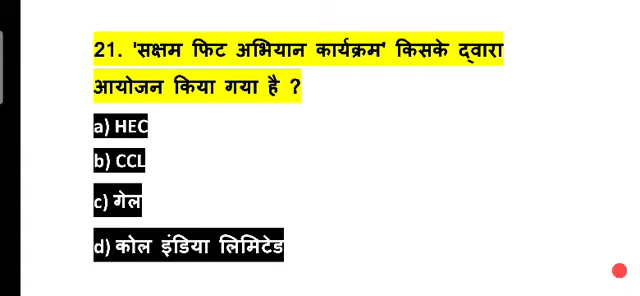 21. 'सक्षम फिट अभियान कार्यक्रम' किसके द्वारा
आयोजन किया गया है ?
a) HEC
b) CCL
c) गेल
d) कोल इंडिया लिमिटेड